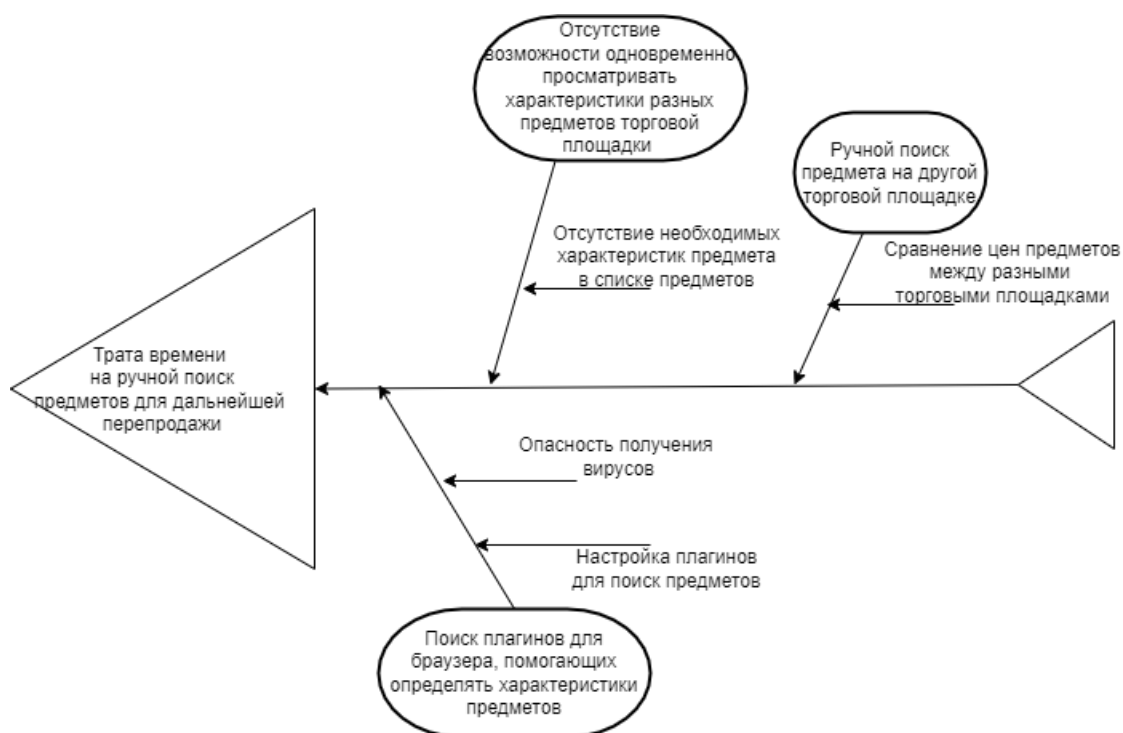 Отсутствие
возможности одновременно
просматривать
характеристики разных
предметов торговой
площадки
Ручной поиск
предмета на другой
торговой площадке
Отсутствие необходимых
характеристик предмета
в списке предметов
Сравнение цен предметов
между разными
торговыми площадками
Трата времени
на ручной поиск
предметов для дальнейшей
перепродажи
Опасность получения
вирусов
Настройка плагинов
для поиск предметов
Поиск плагинов для
браузера, помогающих
определять характеристики
предметов